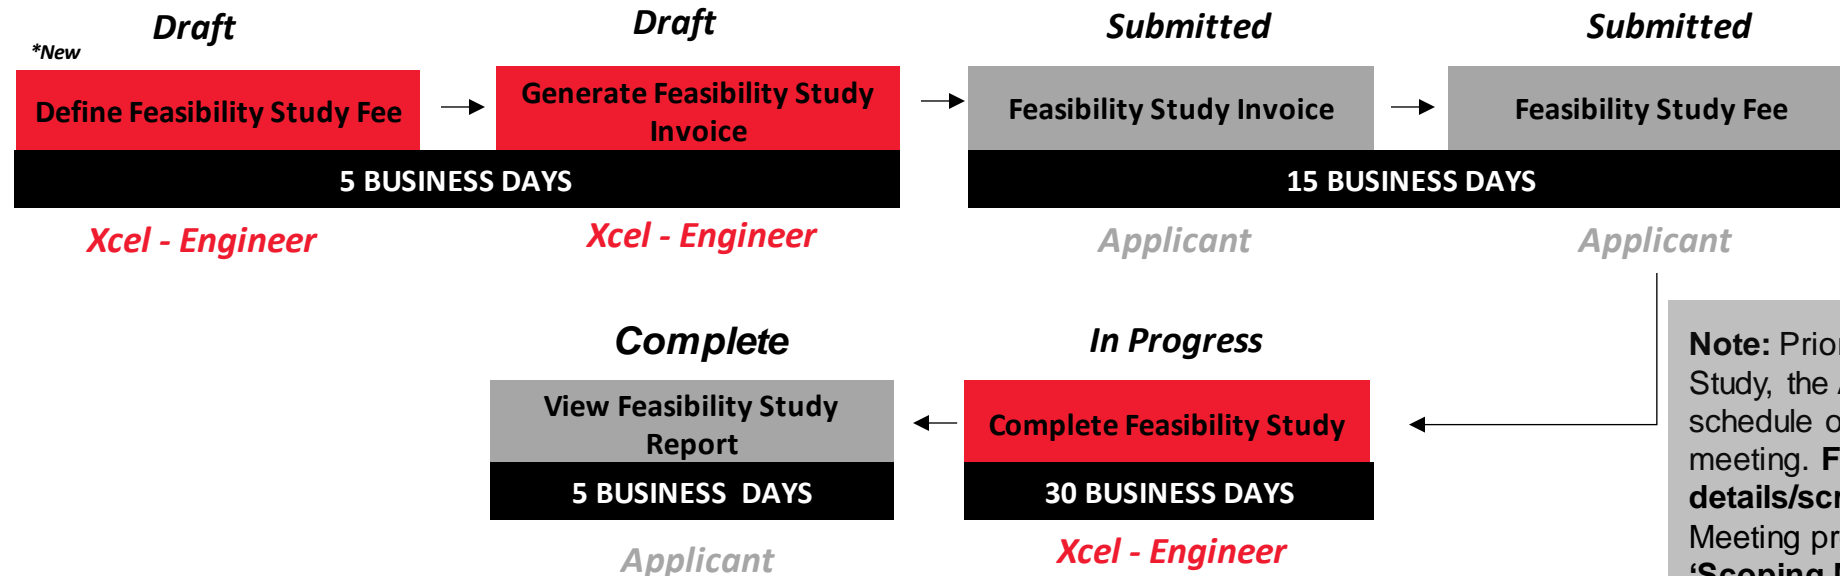 Draft
*New
Define Feasibility Study Fee
Draft
Generate Feasibility Study
Invoice
5 BUSINESS DAYS
Xcel - Engineer
Xcel - Engineer
Submitted
Feasibility Study Invoice
Submitted
Feasibility Study Fee
15 BUSINESS DAYS
Applicant
Applicant
Complete
View Feasibility Study
Report
5 BUSINESS DAYS
Applicant
In Progress
Complete Feasibility Study
30 BUSINESS DAYS
Xcel - Engineer
Note: Prior
Study, the
schedule
meeting.
Meeting
'Scoping